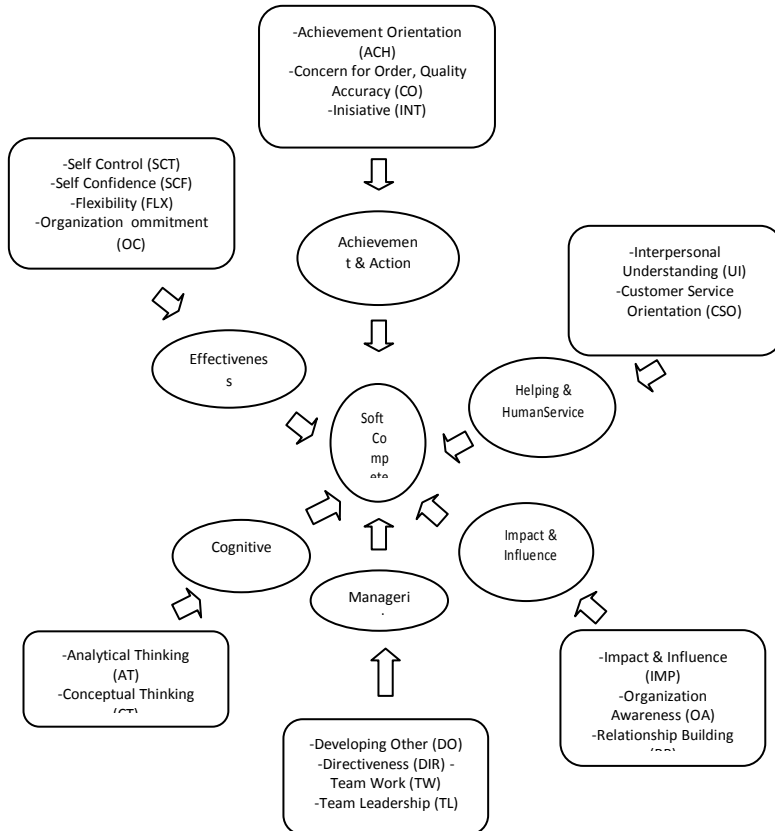 -Achievement Orientation
(ACH)
-Concern for Order, Quality
Accuracy (CO)
-Inisiative (INT)
-Self Control (SCT)
-Self Confidence (SCF)
-Flexibility (FLX)
-Organization ommitment
(OC)
Achievemen
t & Action
-Interpersonal
Understanding (UI)
-Customer Service
Orientation (CSO)
Effectivenes
s
Helping &
HumanService
Soft
Co
mp
ete
Cognitive
Impact &
Influence
Manageri
-Analytical Thinking
(AT)
-Conceptual Thinking
(CT)
-Impact & Influence
(IMP)
-Organization
Awareness (OA)
-Relationship Building
-Developing Other (DO)
-Directiveness (DIR) -
Team Work (TW)
-Team Leadership (TL)